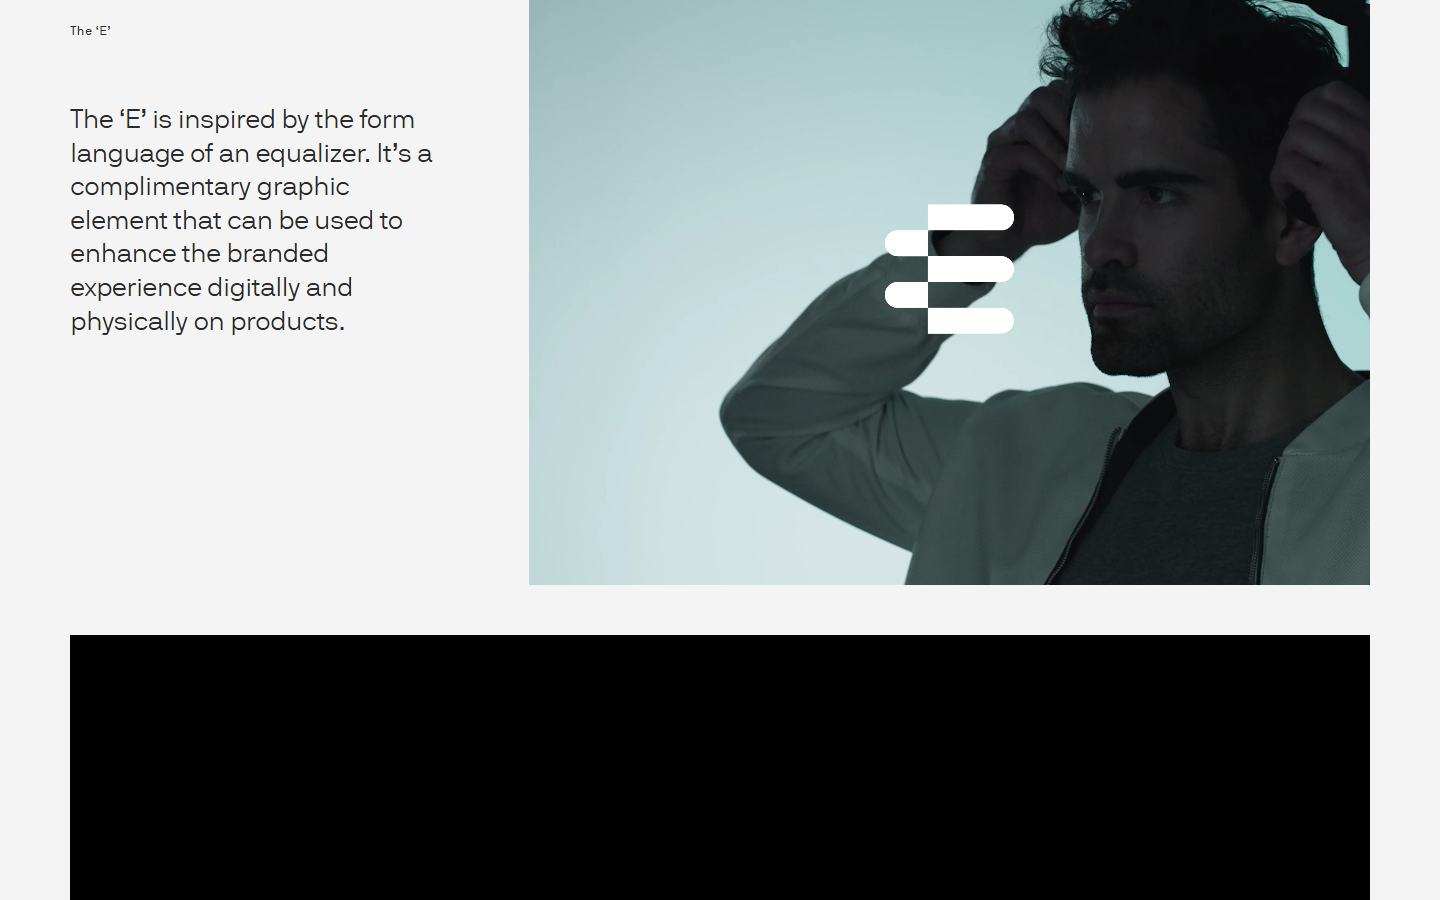 The ‘E’
The ‘E’ is inspired by the form
language of an equalizer. It’s a
complimentary graphic
element that can be used to
enhance the branded
experience digitally and
physically on products.